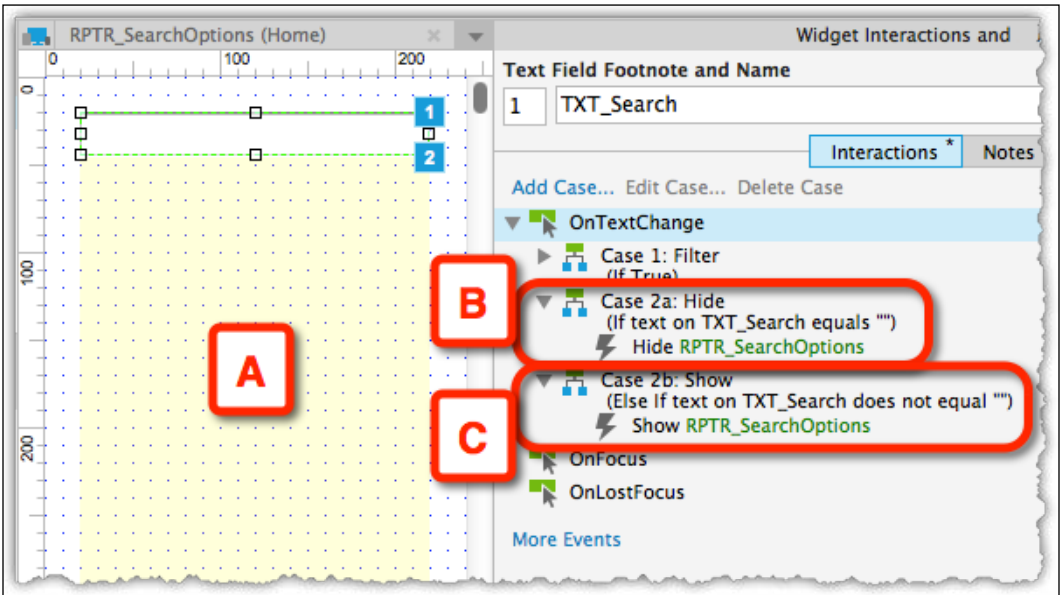 RPTR_SearchOptions (Home)
Widget Interactions and
0 100 200
Text Field Footnote and Name
0
1 TXT_Search
1
2
Interactions * Notes
Add Case... Edit Case... Delete Case
OnTextChange
Case 1: Filter
(If True)
100
B
Case 2a: Hide
(If text on TXT_Search equals "")
Hide RPTR_SearchOptions
A
Case 2b: Show
(Else If text on TXT_Search does not equal "")
Show RPTR_SearchOptions
C
200
OnFocus
OnLostFocus
More Events